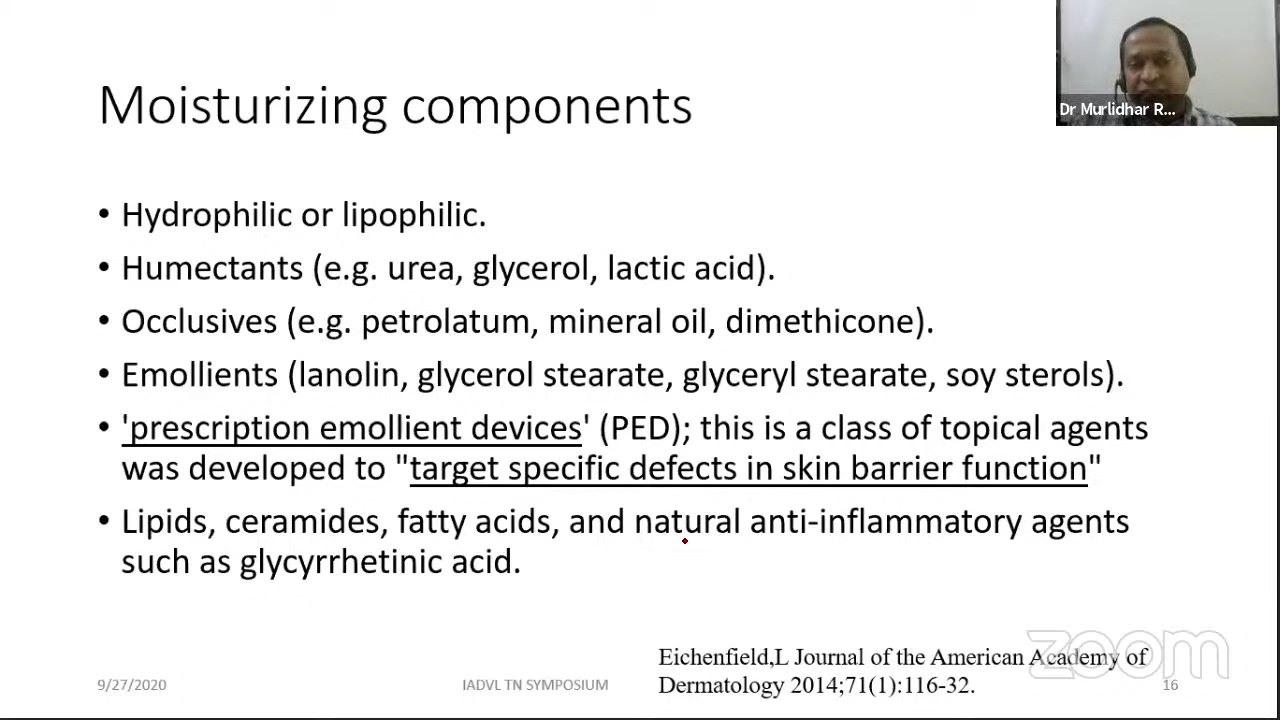 Moisturizing components
Dr Murlidhar R...
• Hydrophilic or lipophilic.
• Humectants (e.g. urea, glycerol, lactic acid).
• Occlusives (e.g. petrolatum, mineral oil, dimethicone).
• Emollients (lanolin, glycerol stearate, glyceryl stearate, soy sterols).
• 'prescription emollient devices' (PED); this is a class of topical agents
was developed to "target specific defects in skin barrier function"
• Lipids, ceramides, fatty acids, and natural anti-inflammatory agents
such as glycyrrhetinic acid.
Eichenfield,L Journal of the American Academy of
Dermatology 2014;71(1):116-32.
zoom
9/27/2020
IADVL TN SYMPOSIUM
16